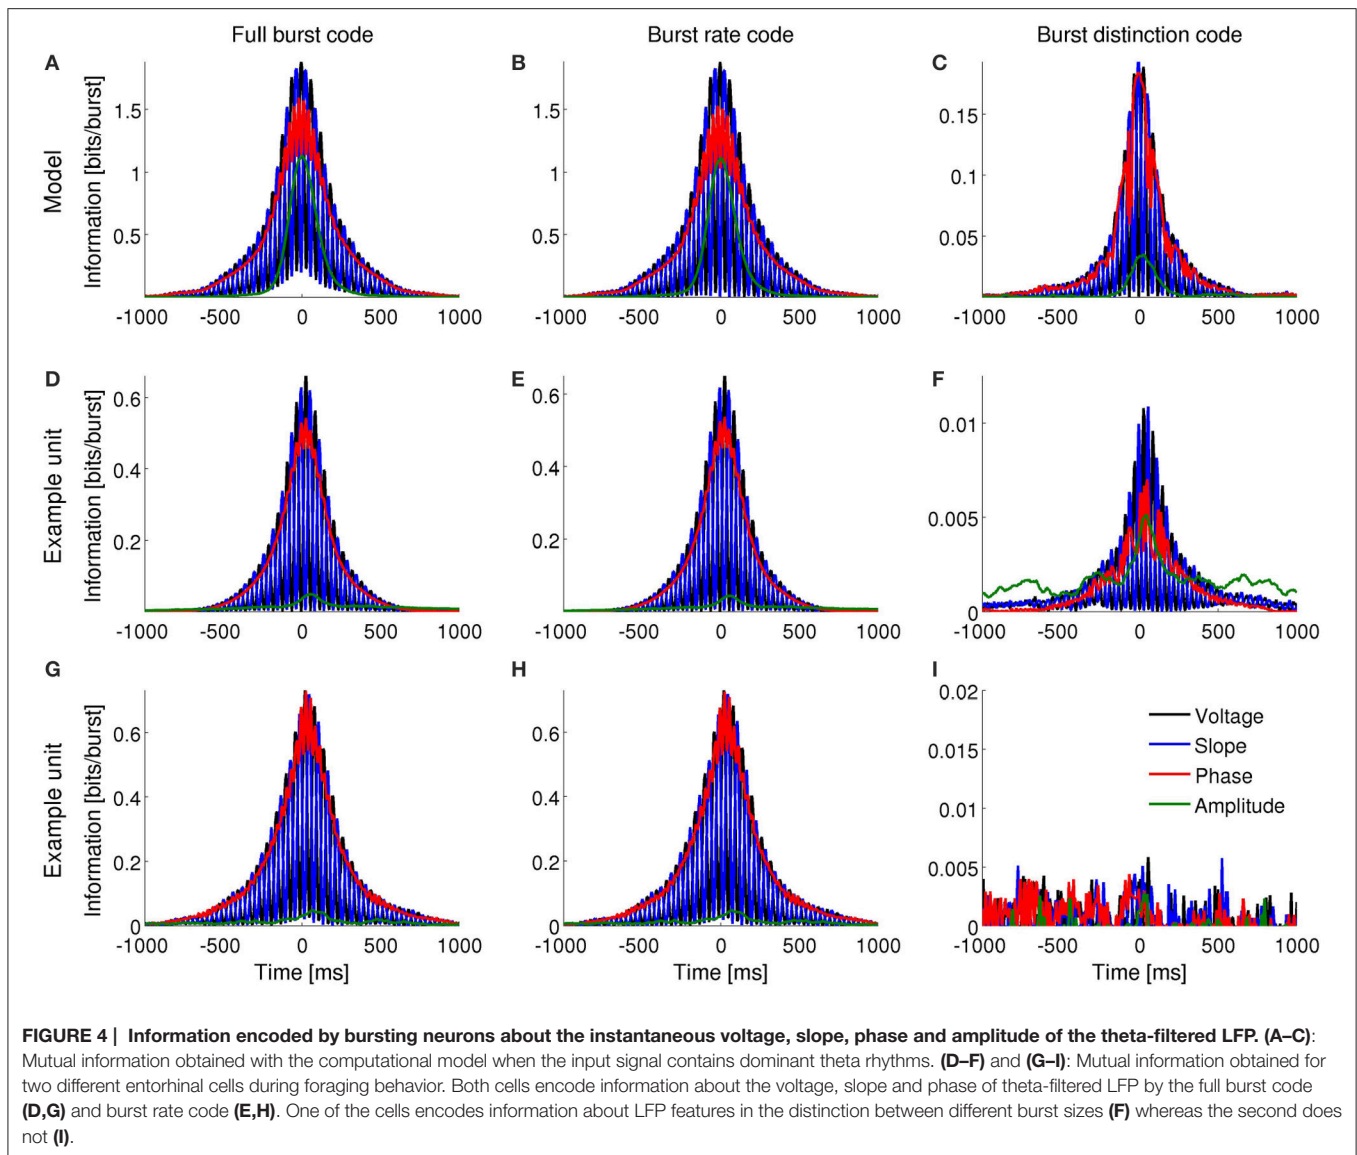 Full burst code
Burst rate code
Burst distinction code
A
B
C
Model
Information [bits/burst]
1.5
1
0.5
0.15
0.1
0.05
-1000
-500
0
500
1000
-1000
-500
0
500
1000
-1000
-500
0
500
1000
D
E
F
Example unit
Information [bits/burst]
0.6
0.4
0.2
0.6
0.4
0.2
0
0.01
0.005
0
-1000
-500
0
500
1000
-1000
-500
0
500
1000
-1000
-500
0
500
1000
G
H
I
Example unit
Information [bits/burst]
0.6
0.4
0.2
0
0.6
0.4
0.2
0
0.02
0.015
0.01
0.005
0
Voltage
Slope
Phase
Amplitude
-1000
-500
0
500
1000
-1000
-500
0
500
1000
-1000
-500
0
500
1000
Time [ms]
Time [ms]
Time [ms]
FIGURE 4 | Information encoded by bursting neurons about the instantaneous voltage, slope, phase and amplitude of the theta-filtered LFP. (A–C):
Mutual information obtained with the computational model when the input signal contains dominant theta rhythms. (D–F) and (G–I): Mutual information obtained for
two different entorhinal cells during foraging behavior. Both cells encode information about the voltage, slope and phase of theta-filtered LFP by the full burst code
(D,G) and burst rate code (E,H). One of the cells encodes information about LFP features in the distinction between different burst sizes (F) whereas the second does
not (I).